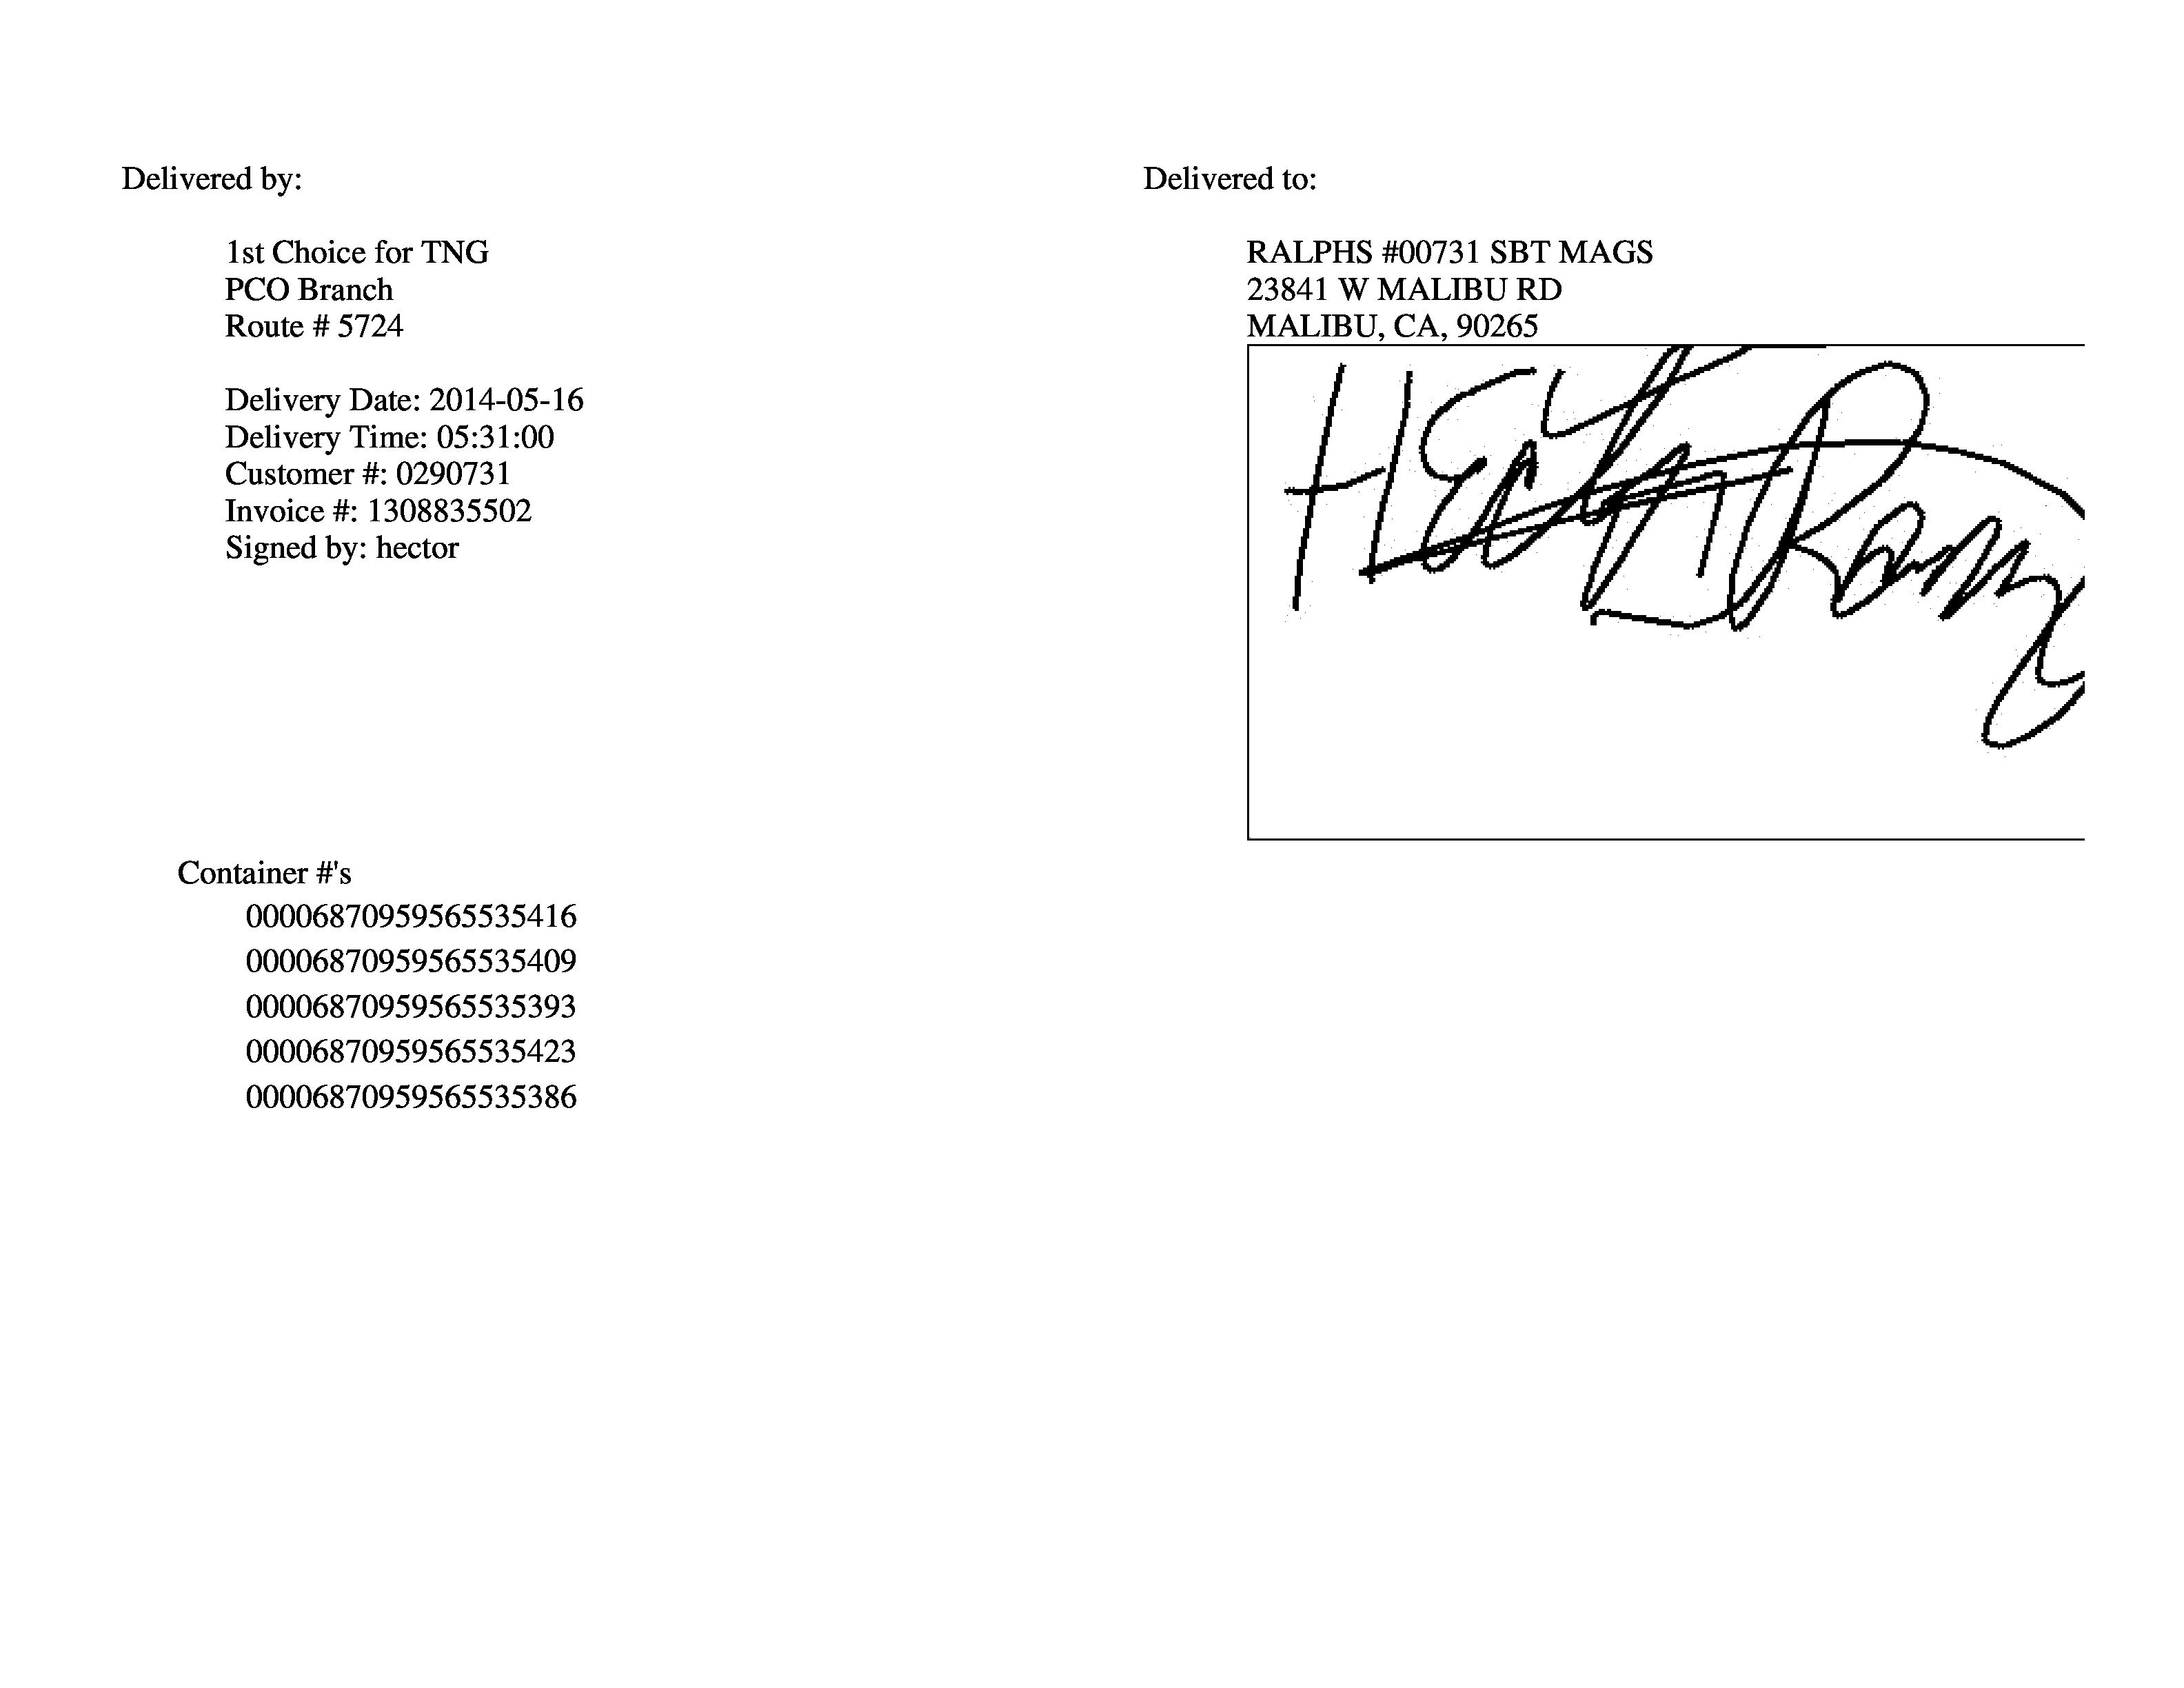 Delivered by:
1st Choice for TNG
PCO Branch
Route # 5724
Delivery Date: 2014-05-16
Delivery Time: 05:31:00
Customer #: 0290731
Invoice #: 1308835502
Signed by: hector
Delivered to:
RALPHS #00731 SBT MAGS
23841 W MALIBU RD
MALIBU, CA, 90265
Container #'s
00006870959565535416
00006870959565535409
00006870959565535393
00006870959565535423
00006870959565535386